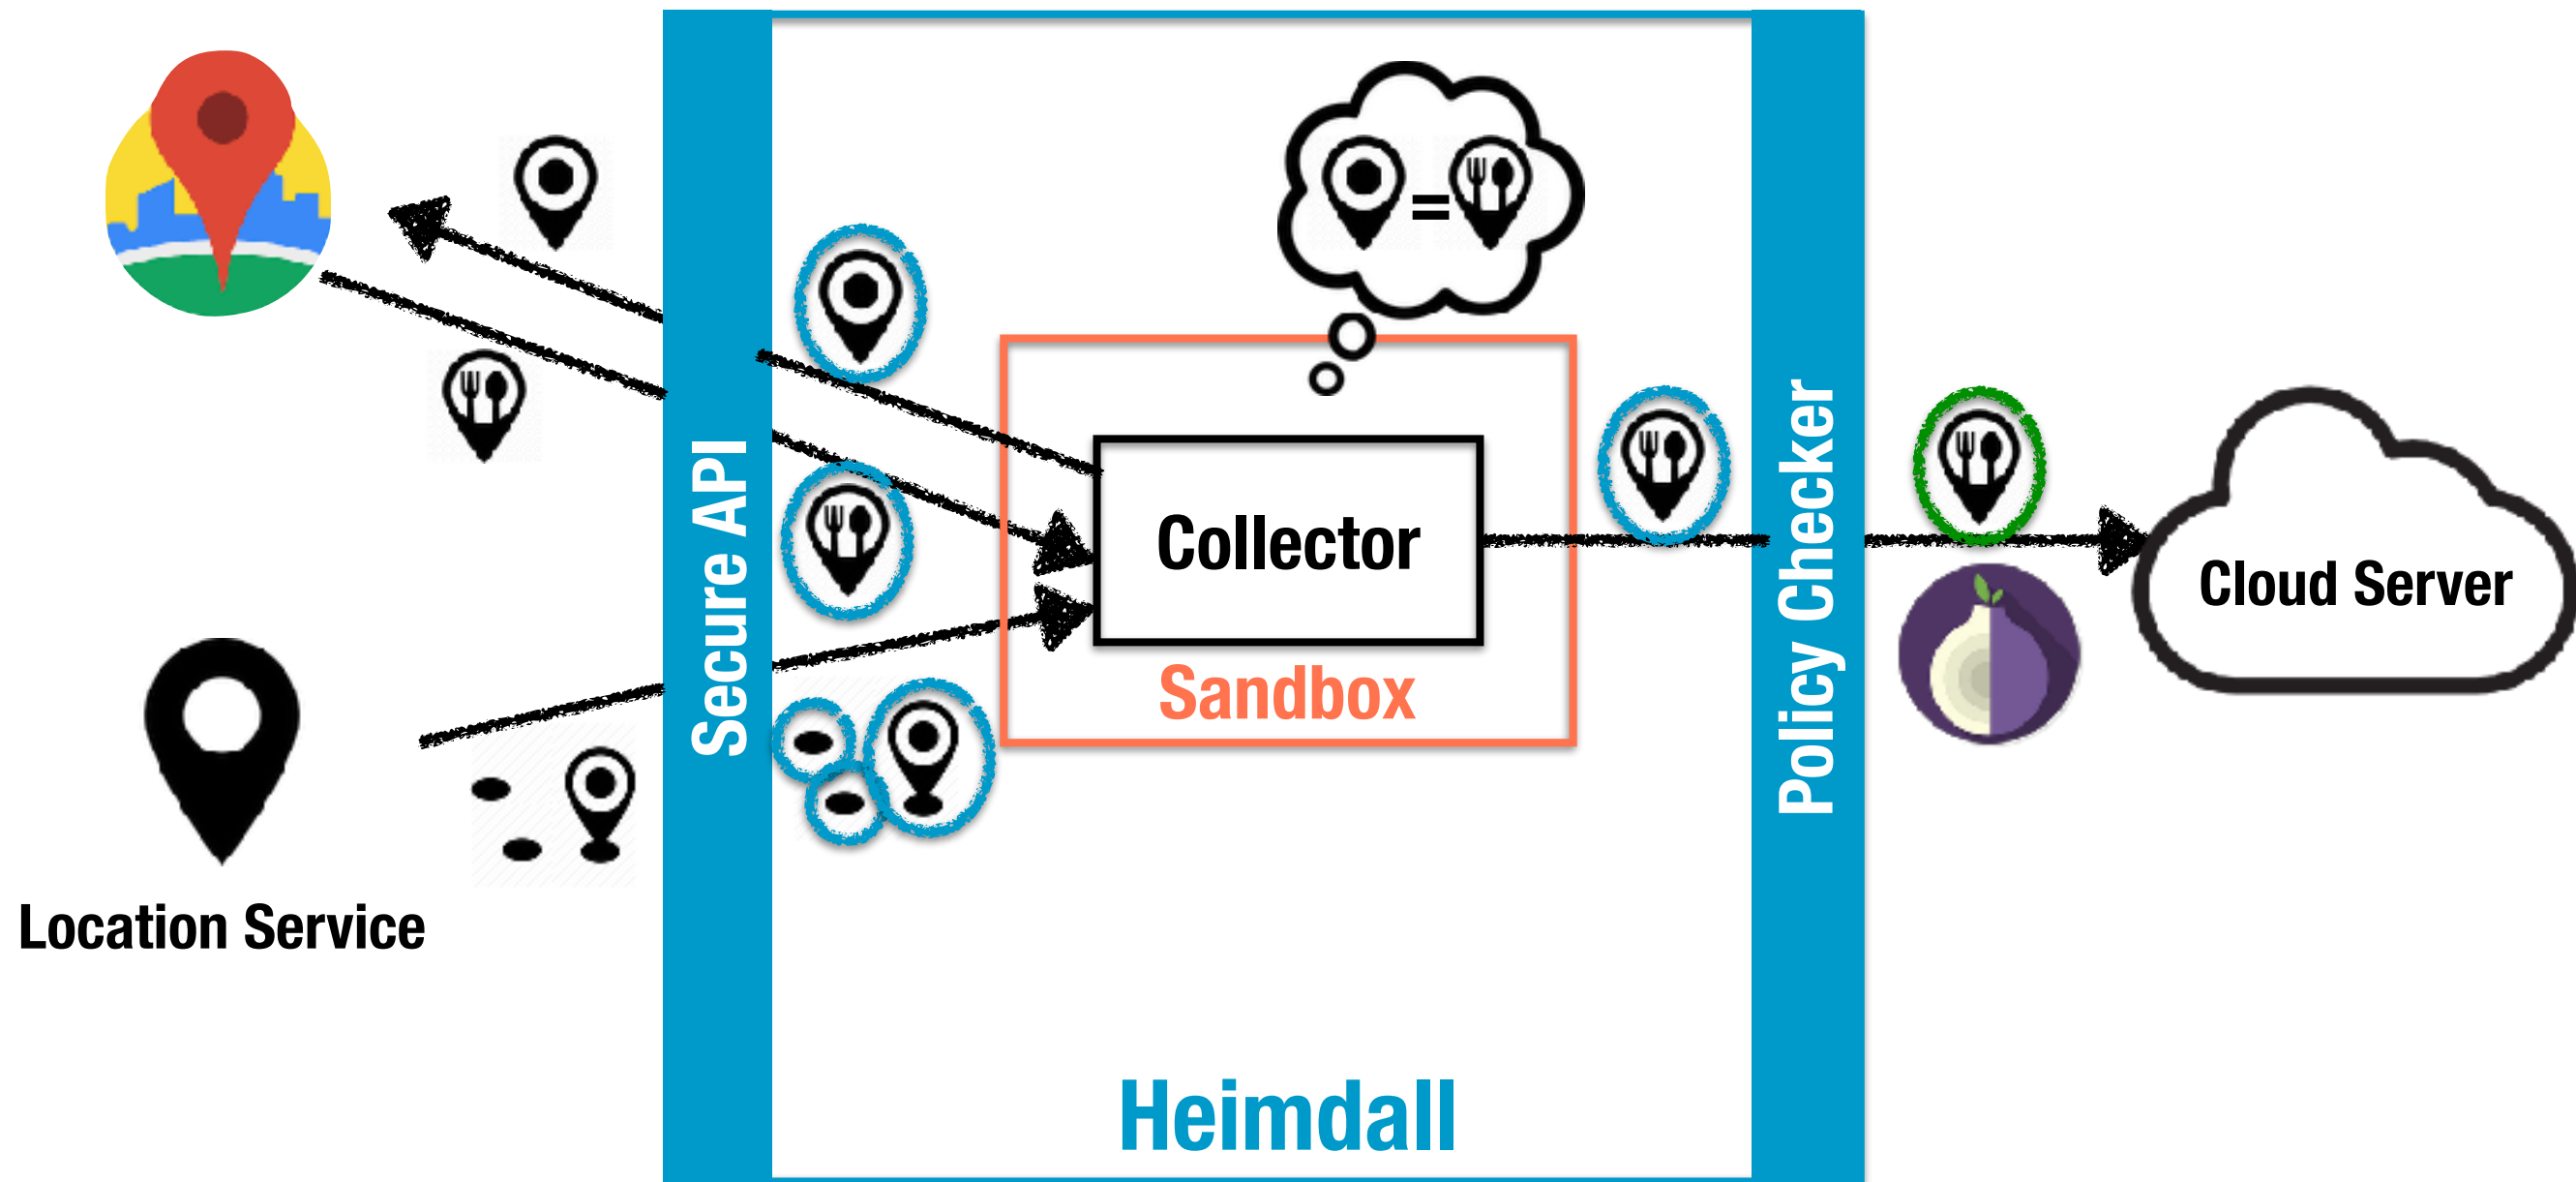 Secure API
=
Collector
Sandbox
Policy Checker
Cloud Server
Location Service
Heimdall